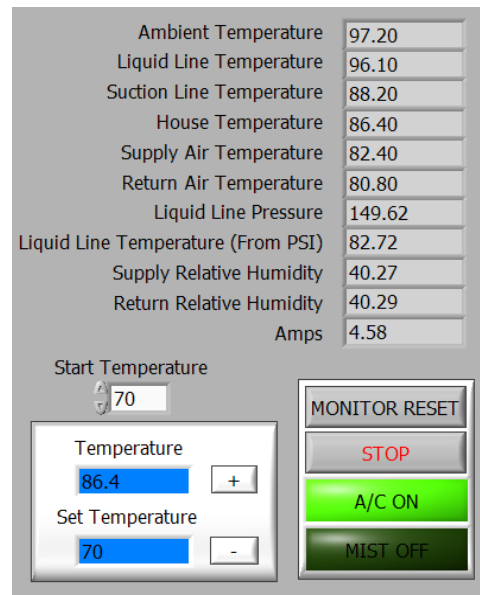 Ambient Temperature 97.20
Liquid Line Temperature 96.10
Suction Line Temperature 88.20
House Temperature 86.40
Supply Air Temperature 82.40
Return Air Temperature 80.80
Liquid Line Pressure 149.62
Liquid Line Temperature (From PSI) 82.72
Supply Relative Humidity 40.27
Return Relative Humidity 40.29
Amps 4.58
Start Temperature
70
Temperature
86.4 +
Set Temperature
70 -
MONITOR RESET
STOP
A/C ON
MIST OFF